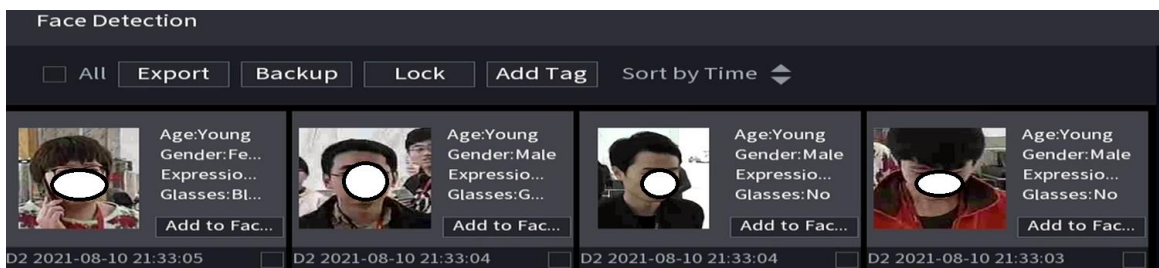 Face Detection
All Export Backup Lock Add Tag Sort by Time
Age:Young
Gender:Fe...
Expressio...
Glasses:Bl...
Add to Fac...
D2 2021-08-10 21:33:05
Age:Young
Gender:Male
Expressio...
Glasses:G...
Add to Fac...
D2 2021-08-10 21:33:04
Age:Young
Gender:Male
Expressio...
Glasses:No
Add to Fac...
D2 2021-08-10 21:33:04
Age:Young
Gender:Male
Expressio...
Glasses:No
Add to Fac...
D2 2021-08-10 21:33:03